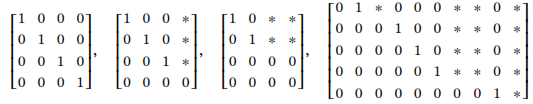 [1 0 0 0
0 1 0 0
0 0 1 0
0 0 0 1],
[1 0 0 *
0 1 0 *
0 0 1 *
0 0 0 0],
[1 0 * *
0 1 * *
0 0 0 0
0 0 0 0],
[0 1 * 0 0 0 * * 0 *
0 0 0 1 0 0 * * 0 *
0 0 0 0 1 0 * * 0 *
0 0 0 0 0 1 * * 0 *
0 0 0 0 0 0 0 0 1 *]